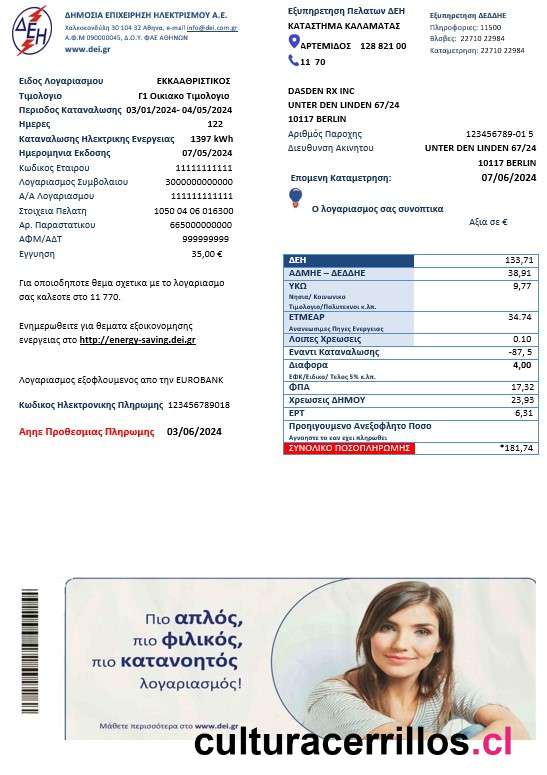 ΔΕΗ
ΔΗΜΟΣΙΑ ΕΠΙΧΕΙΡΗΣΗ ΗΛΕΚΤΡΙΣΜΟΥ Α.Ε.
Χαλκοκονδύλη 30 104 32 Αθηνα, e-mail info@dei.com.gr
Α.Φ.Μ 090000045, Δ.Ο.Υ. ΦΑΕ ΑΘΗΝΩΝ
www.dei.gr
Εξυπηρετηση Πελατων ΔΕΗ
ΚΑΤΑΣΤΗΜΑ ΚΑΛΑΜΑΤΑΣ
ΑΡΤΕΜΙΔΟΣ 128 821 00
11 70
Εξυπηρετηση ΔΕΔΔΗΕ
Πληροφοριες: 11500
Βλαβες: 22710 22984
Καταμετρηση: 22710 22984
Ειδος Λογαριασμου ΕΚΚΑΑΘΡΙΣΤΙΚΟΣ
Τιμολογιο Γ1 Οικιακο Τιμολογιο
Περιοδος Καταναλωσης 03/01/2024- 04/05/2024
Ημερες 122
Καταναλωσης Ηλεκτρικης Ενεργειας 1397 kWh
Ημερομηνια Εκδοσης 07/05/2024
Κωδικος Εταιρου 11111111111
Λογαριασμος Συμβολαιου 3000000000000
Α/Α Λογαριασμου 111111111111
Στοιχεια Πελατη 1050 04 06 016300
Αρ. Παραστατικου 665000000000
ΑΦΜ/ΑΔΤ 999999999
Εγγυηση 35,00 €
DASDEN RX INC
UNTER DEN LINDEN 67/24
10117 BERLIN
Αριθμός Παροχης 123456789-01 5
Διευθυνση Ακινητου UNTER DEN LINDEN 67/24
10117 BERLIN
Επομενη Καταμετρηση: 07/06/2024
Ο λογαριασμος σας συνοπτικα
Αξια σε €
Για οποιοδηποτε θεμα σχετικα με το λογαριασμο
σας καλεοτε στο 11 770.
Ενημερωθειτε για θεματα εξοικονομησης
ενεργειας στο http://energy-saving.dei.gr
Λογαριασμος εξοφλουμενος απο την EUROBANK
Κωδικος Ηλεκτρονικης Πληρωμης 123456789018
Αηηε Προθεσμιας Πληρωμης 03/06/2024
ΔΕΗ 133,71
ΑΔΜΗΕ – ΔΕΔΔΗΕ 38,91
ΥΚΩ 9,77
Νησια/ Κοινωνικο
Τιμολογιο/Πολυτεκνοι κ.λπ.
ΕΤΜΕΑΡ 34.74
Ανανεωσιμες Πηγες Ενεργειας
Λοιπες Χρεωσεις 0.10
Εναντι Καταναλωσης -87, 5
Διαφορα 4,00
ΕΦΚ/Ειδικο/ Τελος 5% κ.λπ.
ΦΠΑ 17,32
Χρεωσεις ΔΗΜΟΥ 23,93
ΕΡΤ 6,31
Προηγιουμενο Ανεξοφλητο Ποσο
Αγνοηστε το εαν εχει πληρωθει
ΣΥΝΟΛΙΚΟ ΠΟΣΟΠΛΗΡΩΜΗΣ *181,74
Πιο απλός,
πιο φιλικός,
πιο κατανοητός
λογαριασμός!
Μάθετε περισσότερα στο www.dei.gr
culturacerrillos.cl